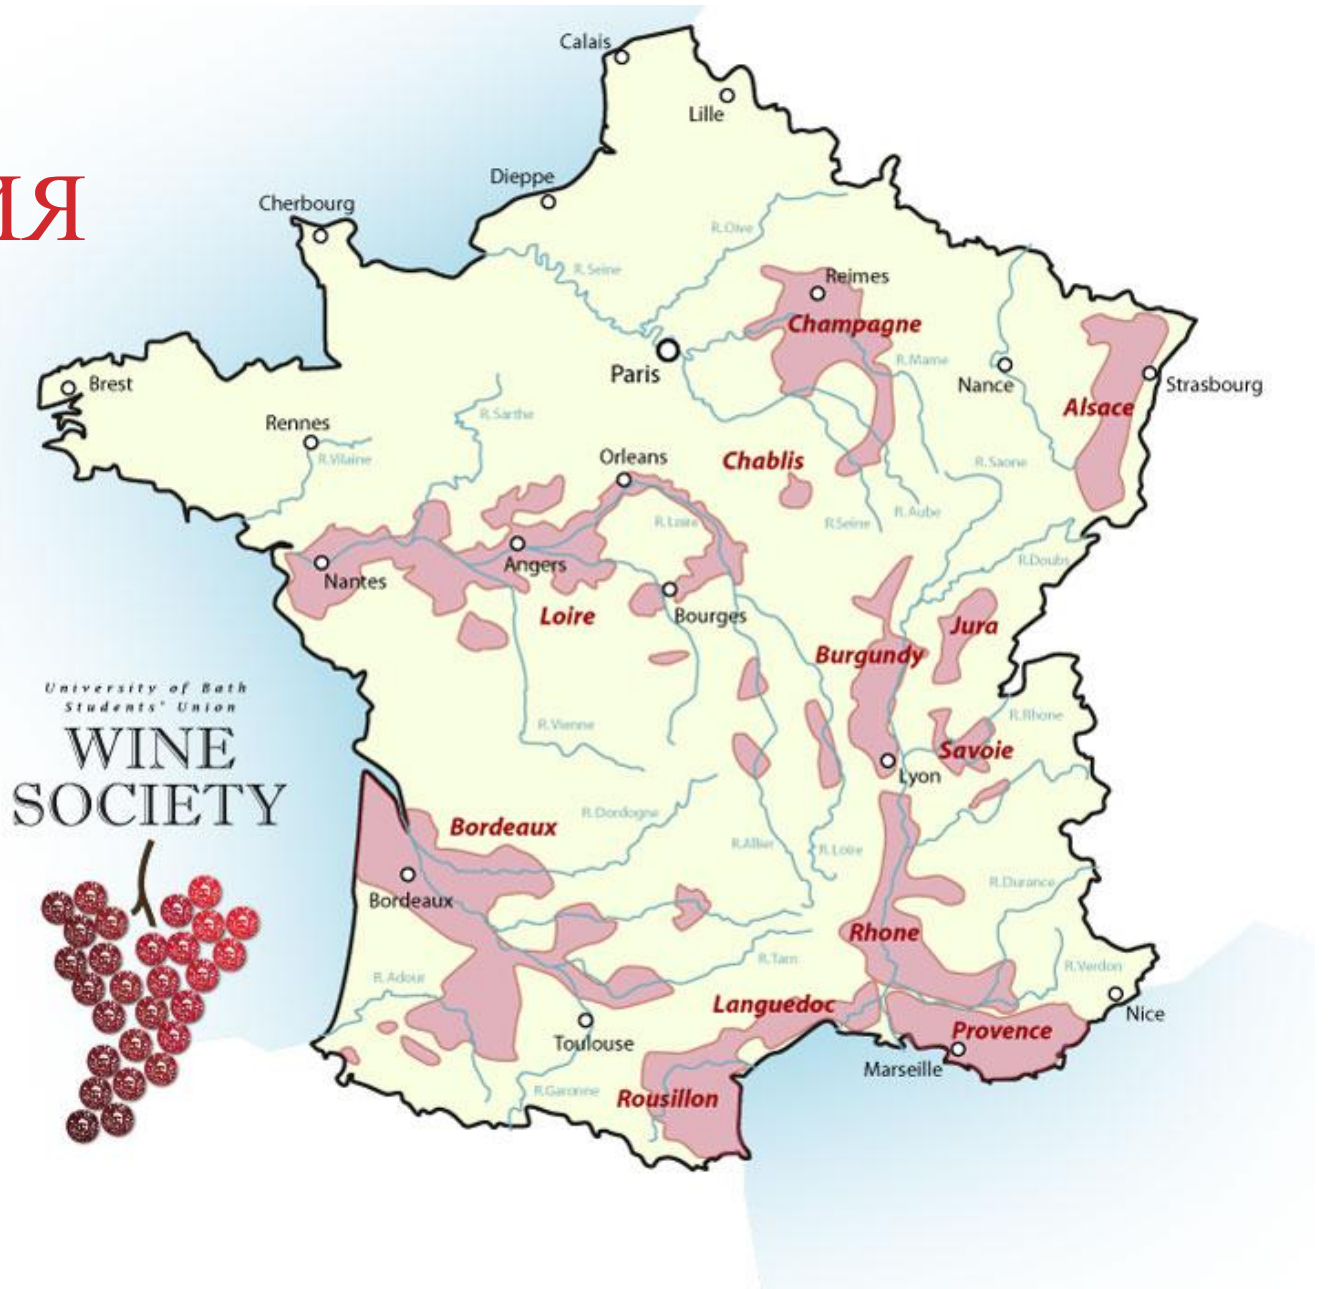 Calais
Lille
ИЯ
Dieppe
Cherbourg
R.Oive
R. Seine
Reimes
Champagne
Paris
R. Marne
Nance
Strasbourg
Brest
Alsace
R.Sarthe
Rennes
R.Vilaine
Orleans
Chablis
R.Saone
R. Loire
R.Seine
R. Aube
Angers
R.Doubs
Nantes
Loire
Bourges
Jura
Burgundy
University of Bath
Students' Union
WINE
SOCIETY
R.Vienne
R. Rhone
Savoie
Lyon
R.Dordogne
Bordeaux
R.Allier
R. Loire
Bordeaux
R.Durance
Rhone
R. Adour
R.Tarn
R.Verdon
Languedoc
Nice
Provence
Toulouse
Marseille
R.Garonne
Rousillon